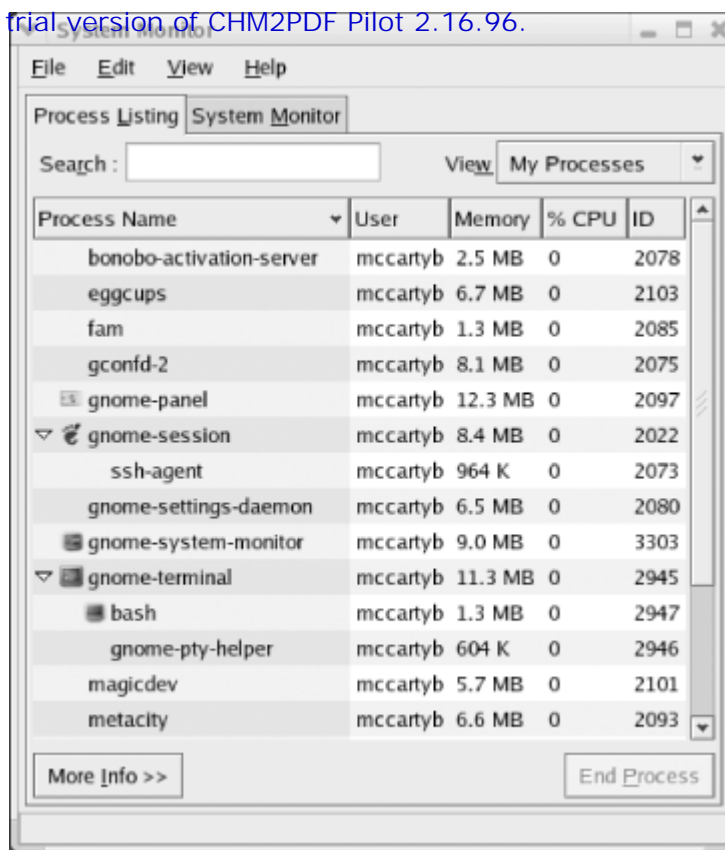 trial version of CHM2PDF Pilot 2.16.96.
System Monitor
File Edit View Help
Process Listing System Monitor
Search : View My Processes
Process Name User Memory % CPU ID
bonobo-activation-server mccartyb 2.5 MB 0 2078
eggcups mccartyb 6.7 MB 0 2103
fam mccartyb 1.3 MB 0 2085
gconfd-2 mccartyb 8.1 MB 0 2075
gnome-panel mccartyb 12.3 MB 0 2097
gnome-session mccartyb 8.4 MB 0 2022
ssh-agent mccartyb 964 K 0 2073
gnome-settings-daemon mccartyb 6.5 MB 0 2080
gnome-system-monitor mccartyb 9.0 MB 0 3303
gnome-terminal mccartyb 11.3 MB 0 2945
bash mccartyb 1.3 MB 0 2947
gnome-pty-helper mccartyb 604 K 0 2946
magicdev mccartyb 5.7 MB 0 2101
metacity mccartyb 6.6 MB 0 2093
More Info >> End Process